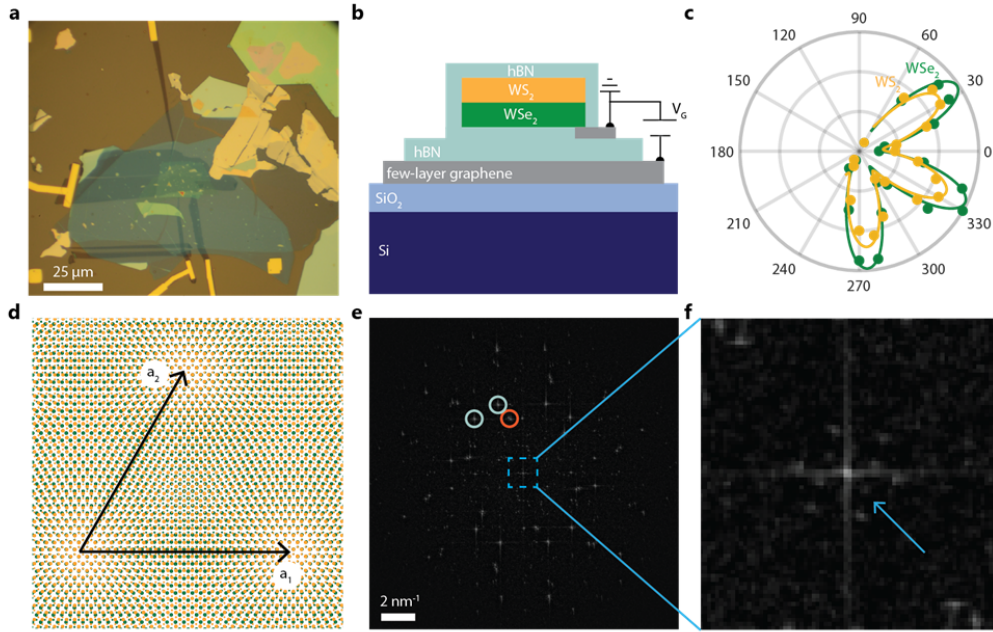 a
25 μm
b
hBN
WS₂
WSe₂
hBN
few-layer graphene
SiO₂
Si
V_G
c
90
120
60
WSe₂
150
WS₂
30
180
0
210
330
240
300
270
d
a₂
a₁
e
2 nm⁻¹
f